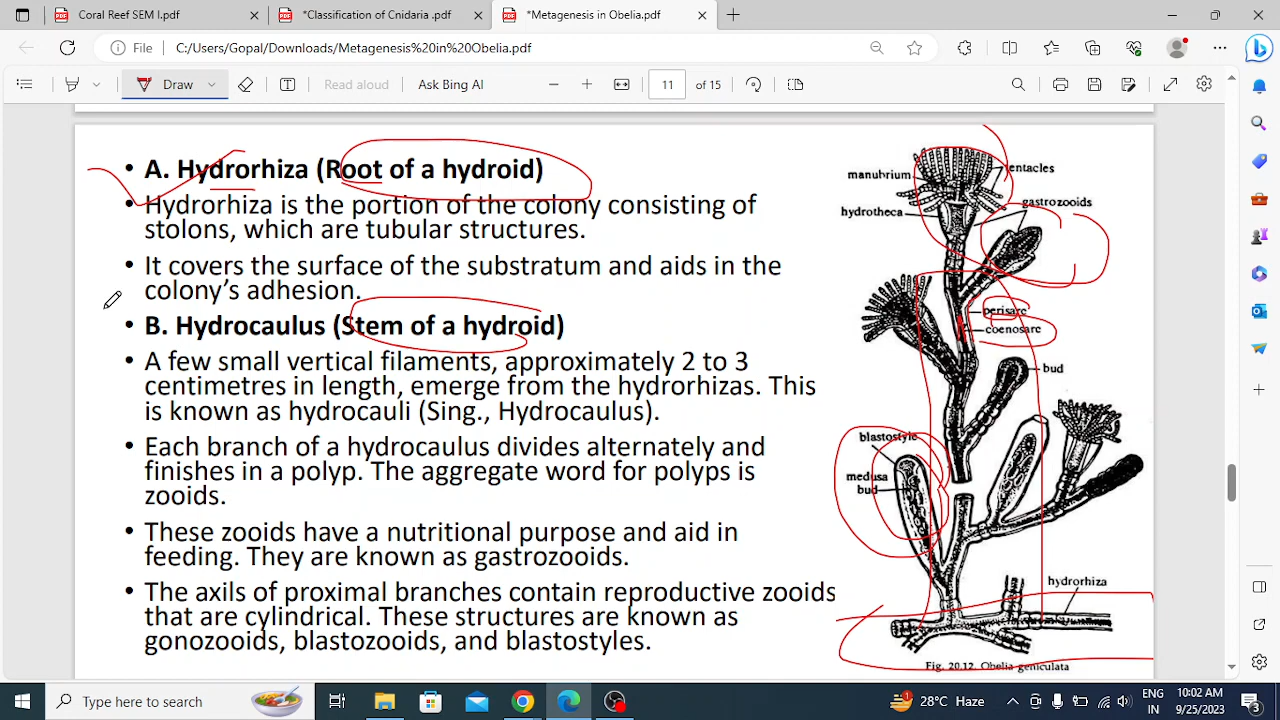 Coral Reef SEM I.pdf
*Classification of Cnidaria .pdf
*Metagenesis in Obelia.pdf
File
C:/Users/Gopal/Downloads/Metagenesis%20in%20Obelia.pdf
Draw
Read aloud
Ask Bing AI
11
of 15
• A. Hydrorhiza (Root of a hydroid)
• Hydrorhiza is the portion of the colony consisting of
stolons, which are tubular structures.
• It covers the surface of the substratum and aids in the
colony's adhesion.
• B. Hydrocaulus (Stem of a hydroid)
• A few small vertical filaments, approximately 2 to 3
centimetres in length, emerge from the hydrorhizas. This
is known as hydrocauli (Sing., Hydrocaulus).
• Each branch of a hydrocaulus divides alternately and
finishes in a polyp. The aggregate word for polyps is
zooids.
• These zooids have a nutritional purpose and aid in
feeding. They are known as gastrozooids.
• The axils of proximal branches contain reproductive zooids
that are cylindrical. These structures are known as
gonozooids, blastozooids, and blastostyles.
manubrium
tentacles
hydrotheca
gastrozooids
perisarc
coenosarc
bud
blastostyle
medusa
bud
hydrorhiza
Fig. 20.12. Obelia geniculata
Type here to search
1
28°C Haze
ENG
IN
10:02 AM
9/25/2023
3